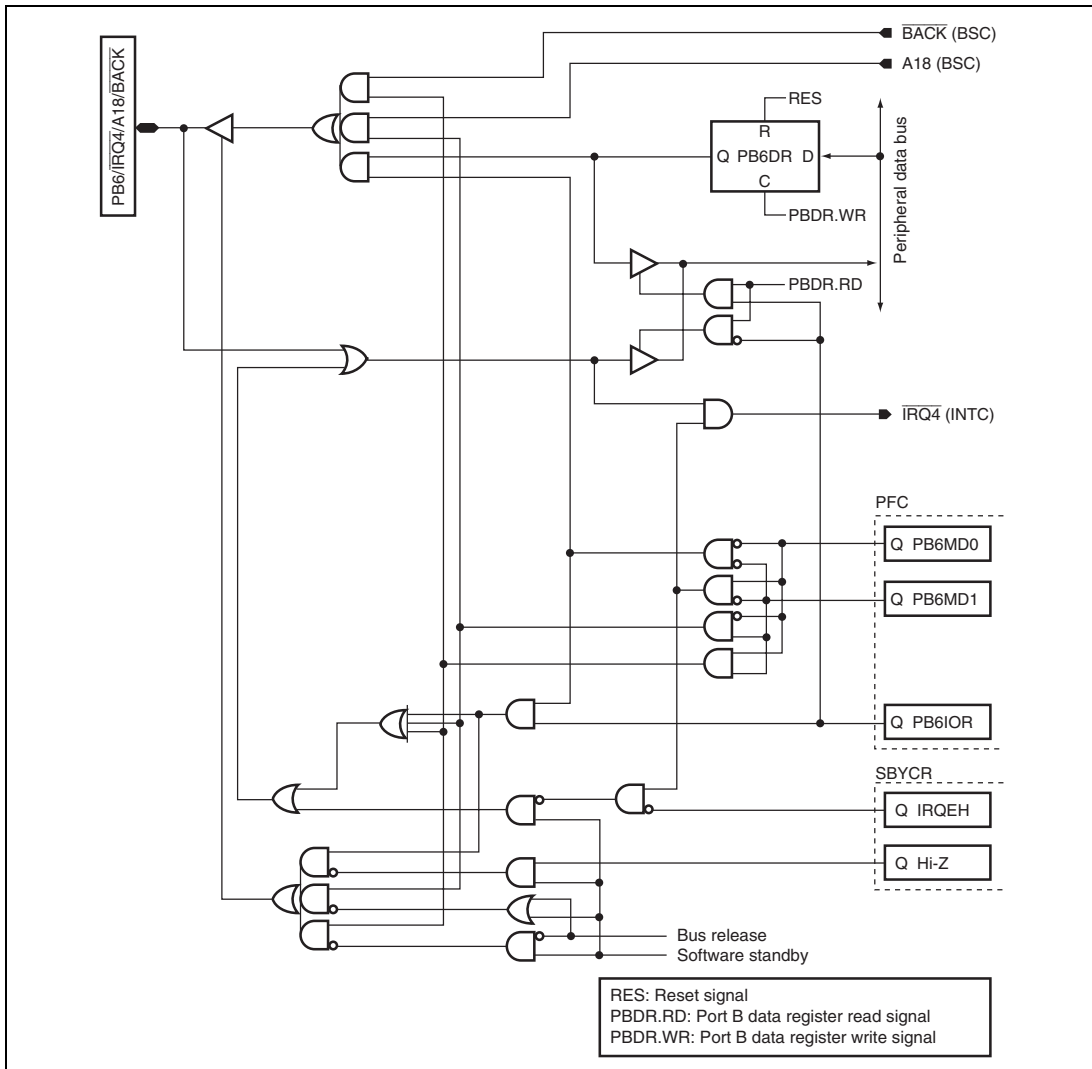 PB6/IRQ4/A18/BACK
BACK (BSC)
A18 (BSC)
RES
R
Q PB6DR D
C
PBDR.WR
Peripheral data bus
PBDR.RD
IRQ4 (INTC)
PFC
Q PB6MD0
Q PB6MD1
Q PB6IOR
SBYCR
Q IRQEH
Q Hi-Z
Bus release
Software standby
RES: Reset signal
PBDR.RD: Port B data register read signal
PBDR.WR: Port B data register write signal